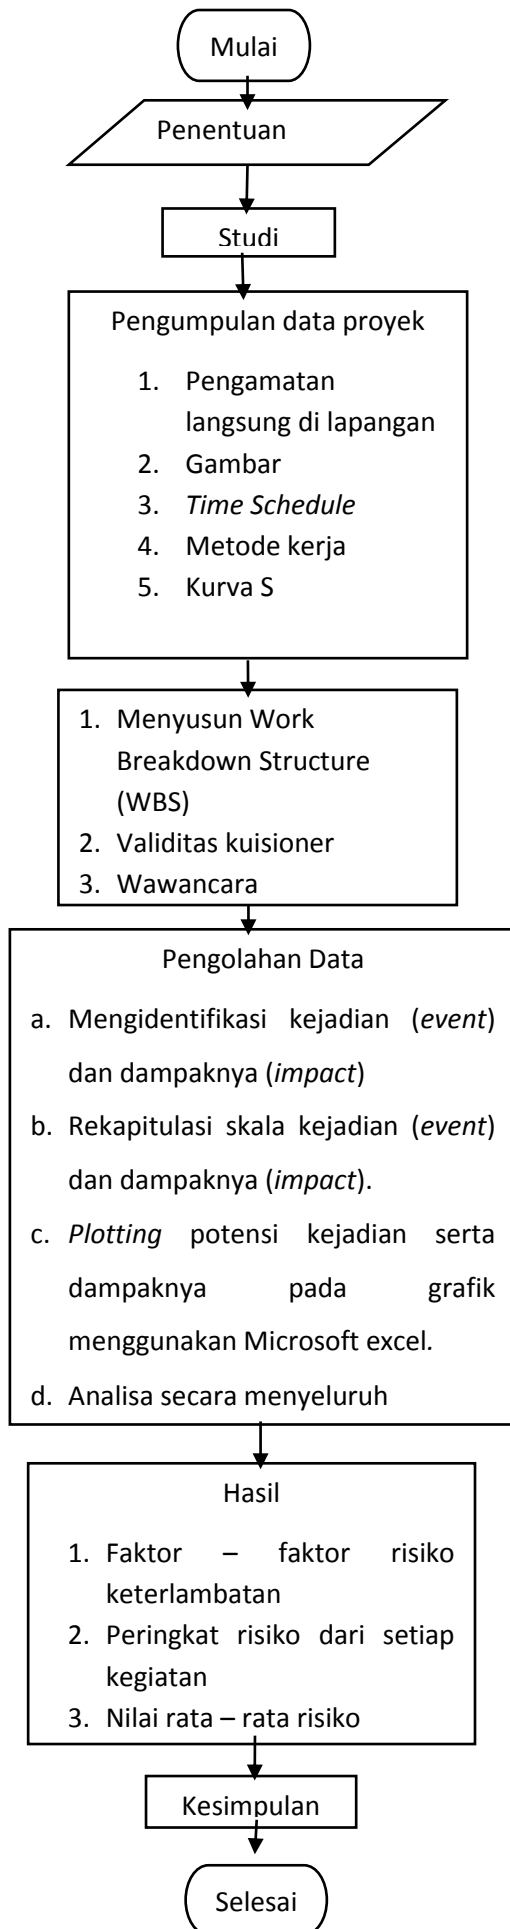 Mulai
Penentuan
Studi
Pengumpulan data proyek
1. Pengamatan
langsung di lapangan
2. Gambar
3. Time Schedule
4. Metode kerja
5. Kurva S
1. Menyusun Work
Breakdown Structure
(WBS)
2. Validitas kuisioner
3. Wawancara
Pengolahan Data
a. Mengidentifikasi kejadian (event)
dan dampaknya (impact)
b. Rekapitulasi skala kejadian (event)
dan dampaknya (impact).
c. Plotting potensi kejadian serta
dampaknya pada grafik
menggunakan Microsoft excel.
d. Analisa secara menyeluruh
Hasil
1. Faktor – faktor risiko
keterlambatan
2. Peringkat risiko dari setiap
kegiatan
3. Nilai rata – rata risiko
Kesimpulan
Selesai